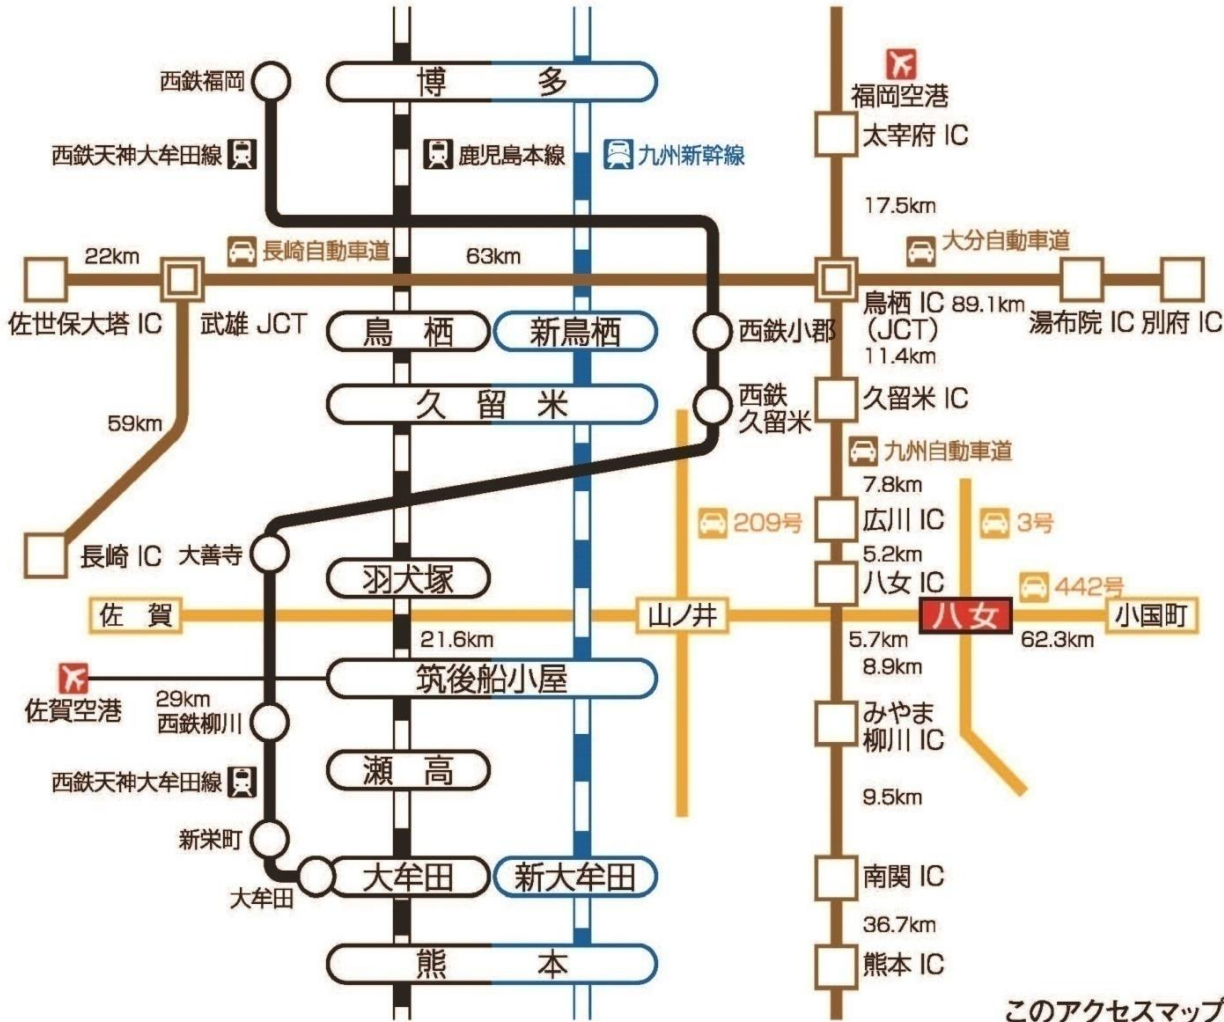 西鉄福岡
博多
福岡空港
太宰府 IC
西鉄天神大牟田線
鹿児島本線
九州新幹線
17.5km
22km
長崎自動車道
63km
大分自動車道
佐世保大塔 IC
武雄 JCT
鳥栖
新鳥栖
西鉄小郡
鳥栖 IC
(JCT)
89.1km
湯布院 IC
別府 IC
11.4km
久留米
西鉄
久留米
久留米 IC
59km
九州自動車道
7.8km
長崎 IC
大善寺
209号
広川 IC
3号
5.2km
羽犬塚
八女 IC
442号
佐賀
山ノ井
八女
小国町
21.6km
5.7km
62.3km
8.9km
筑後船小屋
佐賀空港
29km
西鉄柳川
みやま
柳川 IC
西鉄天神大牟田線
瀬高
9.5km
新栄町
大牟田
大牟田
新大牟田
南関 IC
36.7km
熊本
熊本 IC
このアクセスマップ